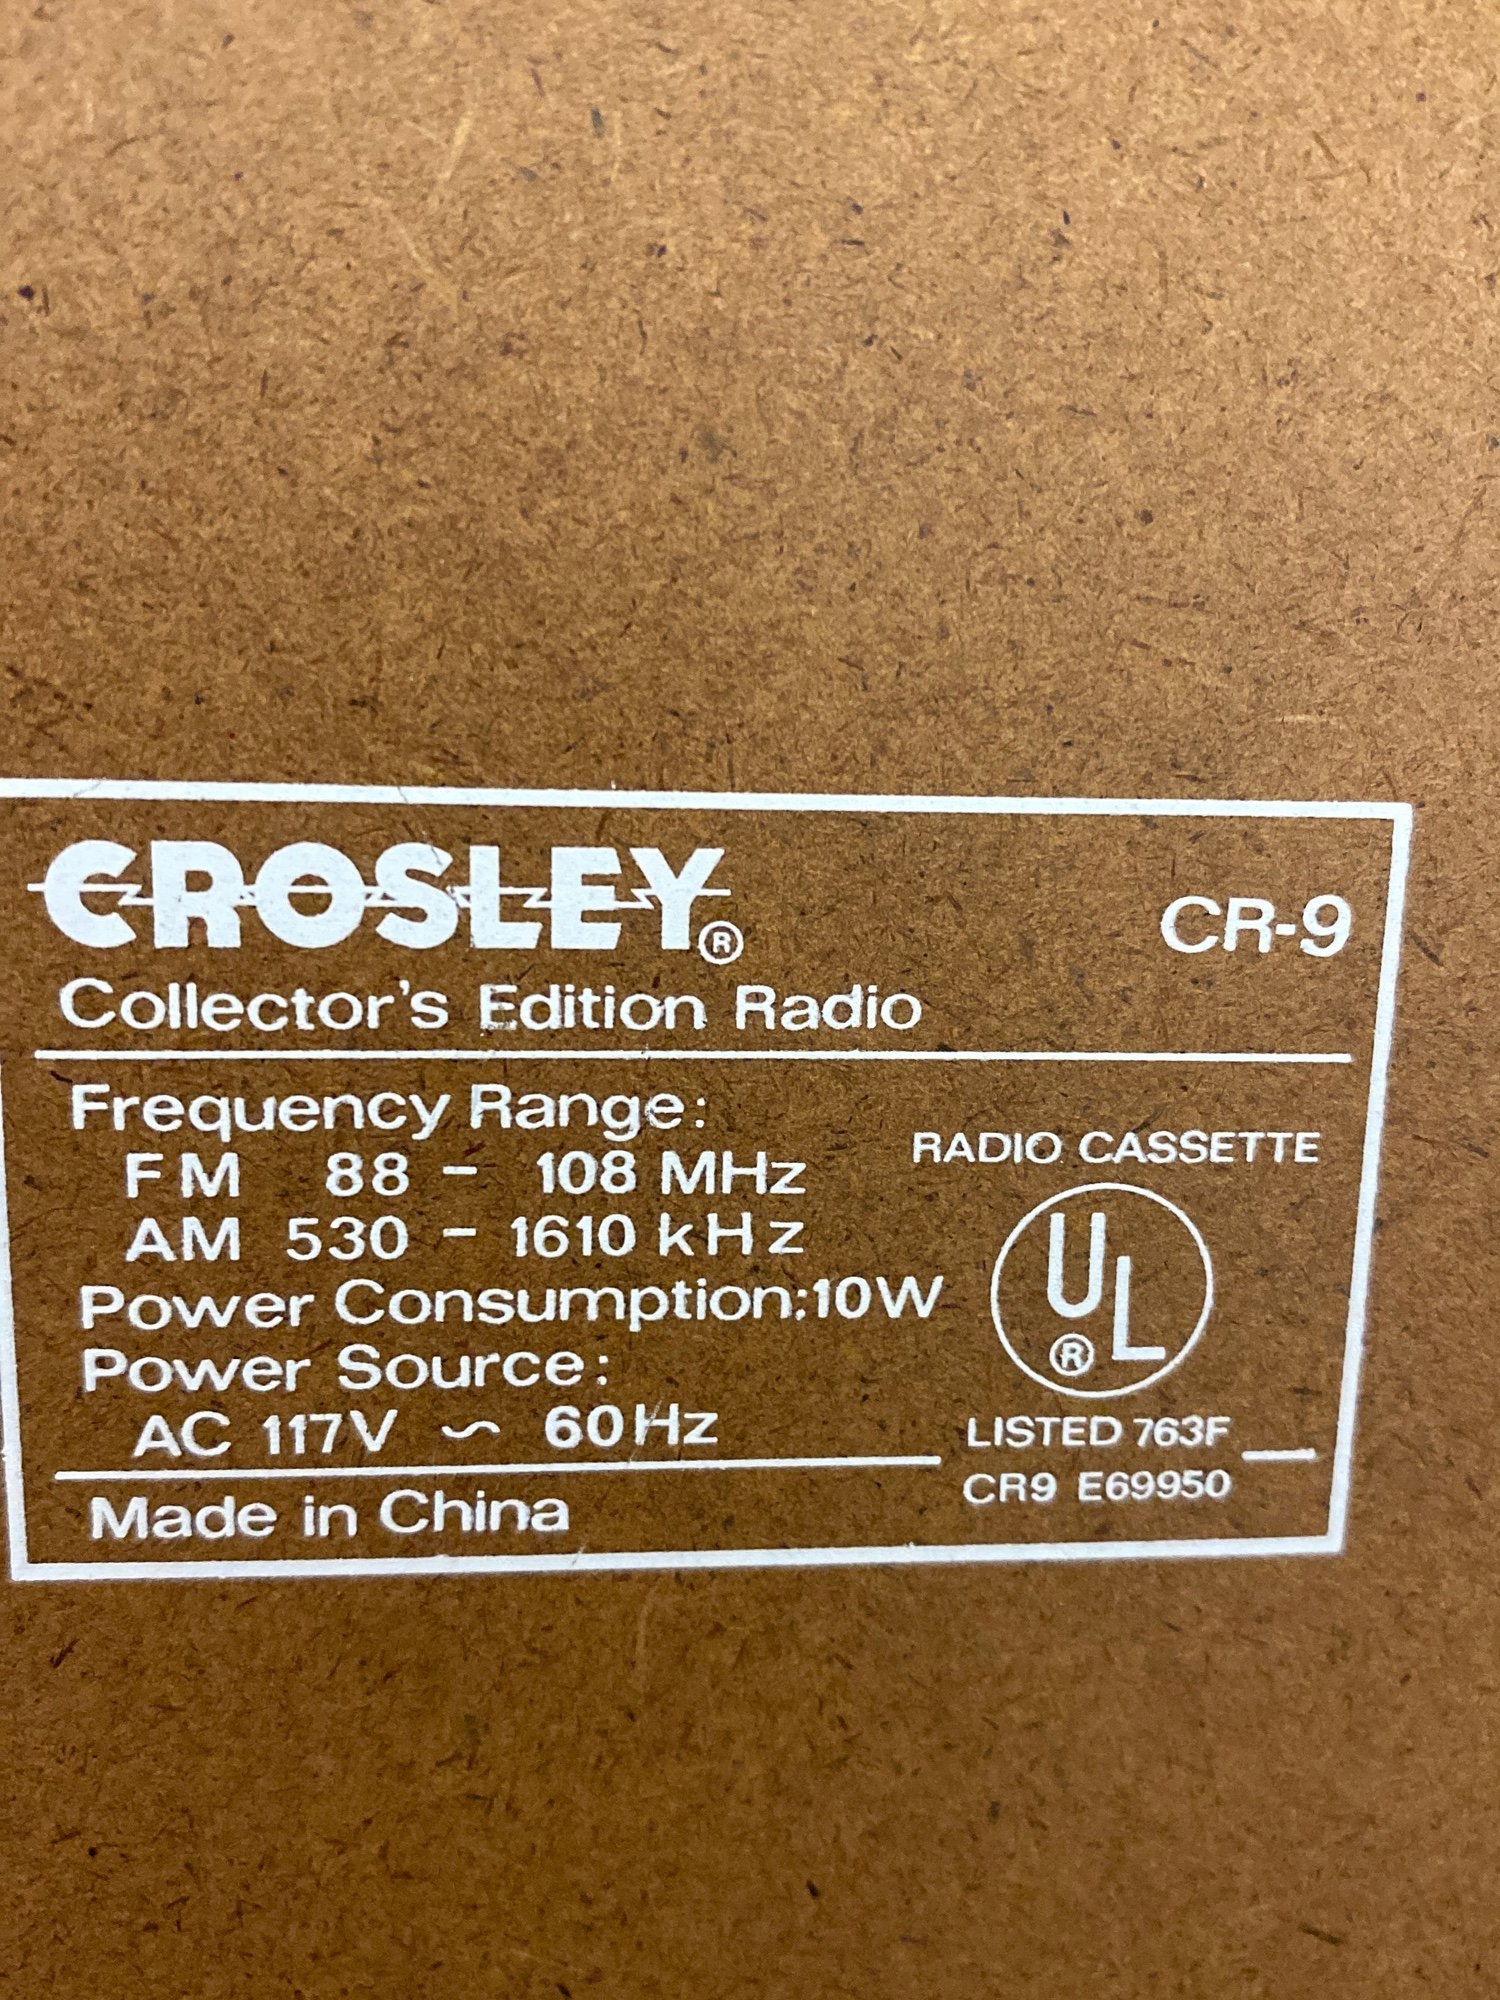 CROSLEY® CR-9
Collector's Edition Radio
Frequency Range:
FM 88 - 108 MHz
AM 530 - 1610 kHz
Power Consumption:10W
Power Source:
AC 117V ~ 60Hz
Made in China
RADIO CASSETTE
UL®
LISTED 763F
CR9 E69950